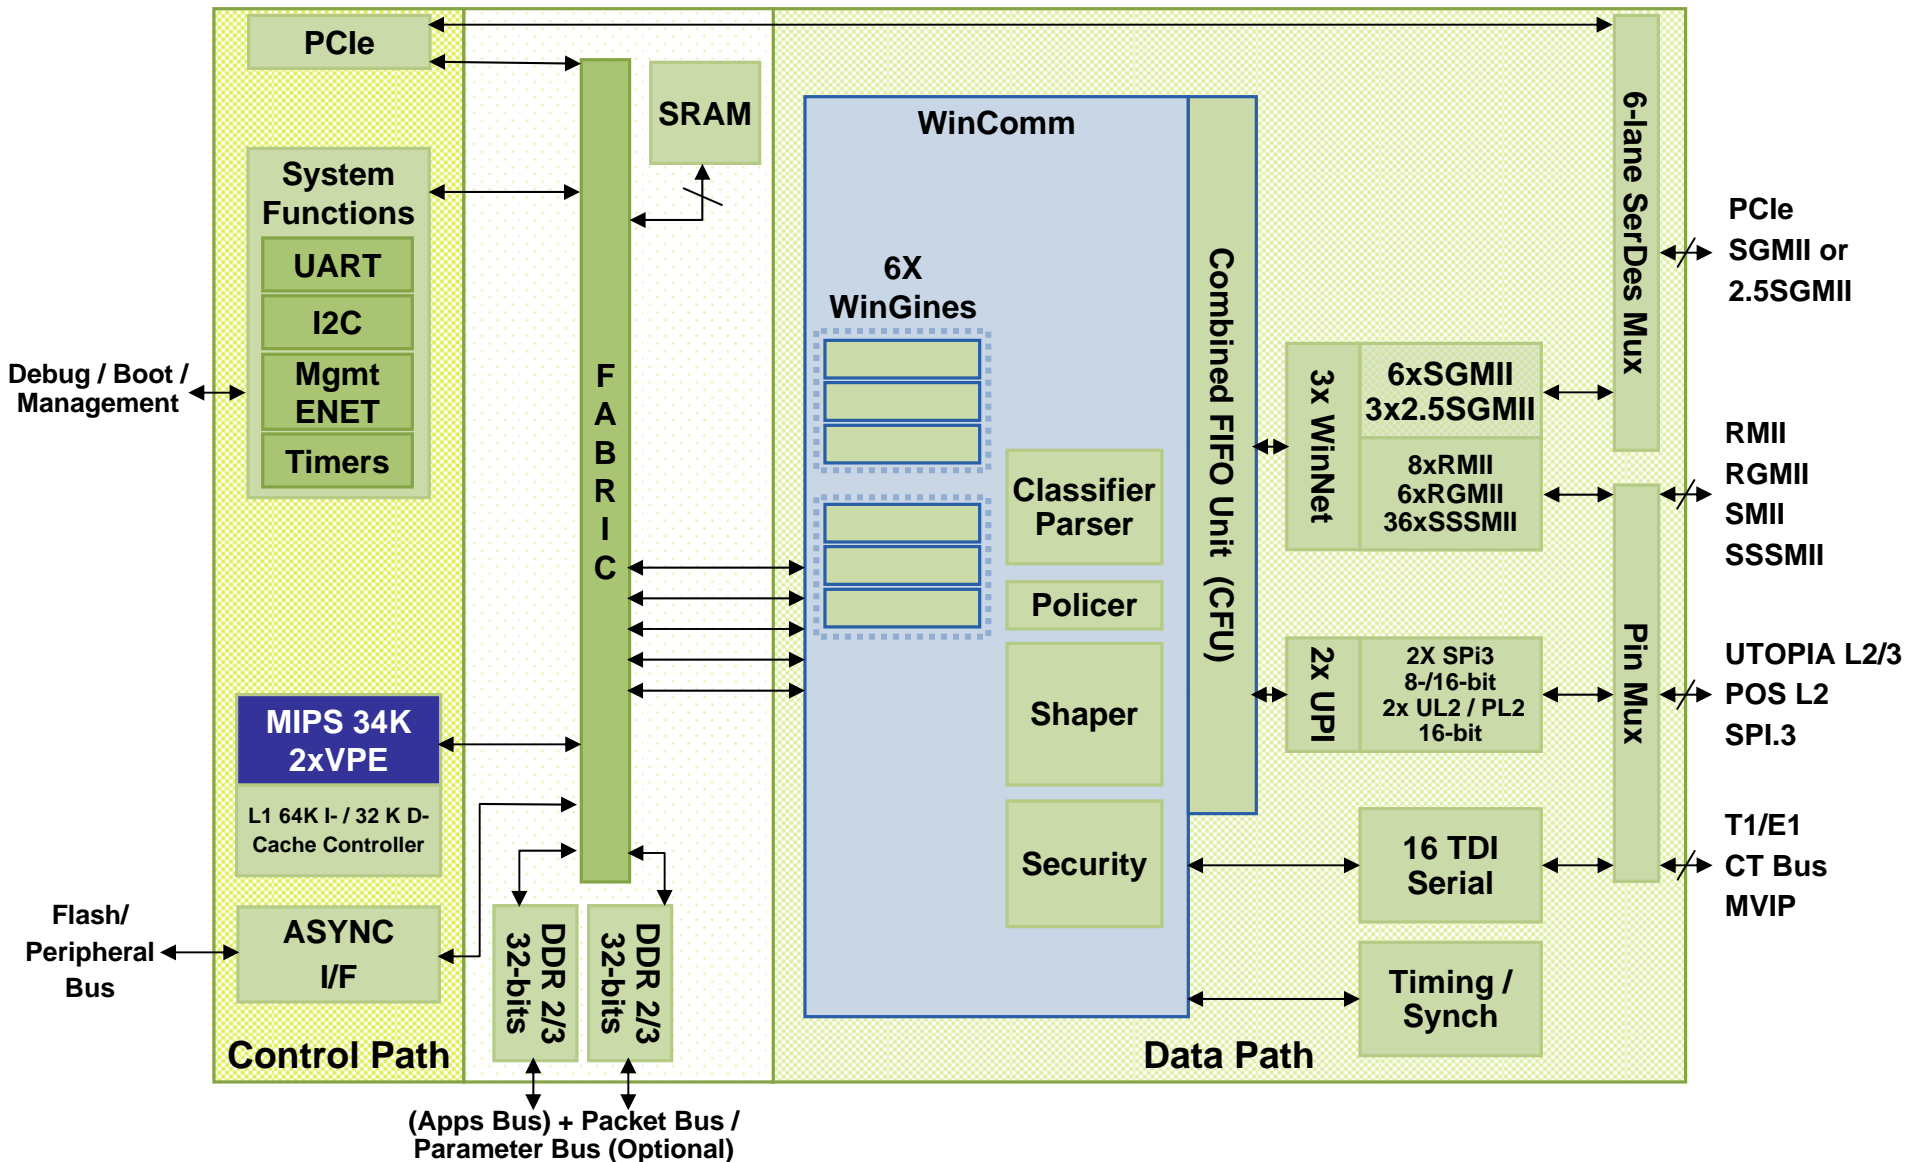 PCIe
System
Functions
UART
I2C
Mgmt
ENET
Timers
Debug / Boot /
Management
MIPS 34K
2xVPE
L1 64K I- / 32 K D-
Cache Controller
Flash/
Peripheral
Bus
ASYNC
I/F
Control Path
FABRIC
SRAM
DDR 2/3
32-bits
DDR 2/3
32-bits
(Apps Bus) + Packet Bus /
Parameter Bus (Optional)
WinComm
6X
WinGines
Classifier
Parser
Policer
Shaper
Security
Combined FIFO Unit (CFU)
3x WinNet
6xSGMII
3x2.5SGMII
8xRMII
6xRGMII
36xSSSMII
2x UPI
2X SPi3
8-/16-bit
2x UL2 / PL2
16-bit
16 TDI
Serial
Timing /
Synch
Data Path
6-lane SerDes Mux
Pin Mux
PCIe
SGMII or
2.5SGMII
RMII
RGMII
SMII
SSSMII
UTOPIA L2/3
POS L2
SPI.3
T1/E1
CT Bus
MVIP